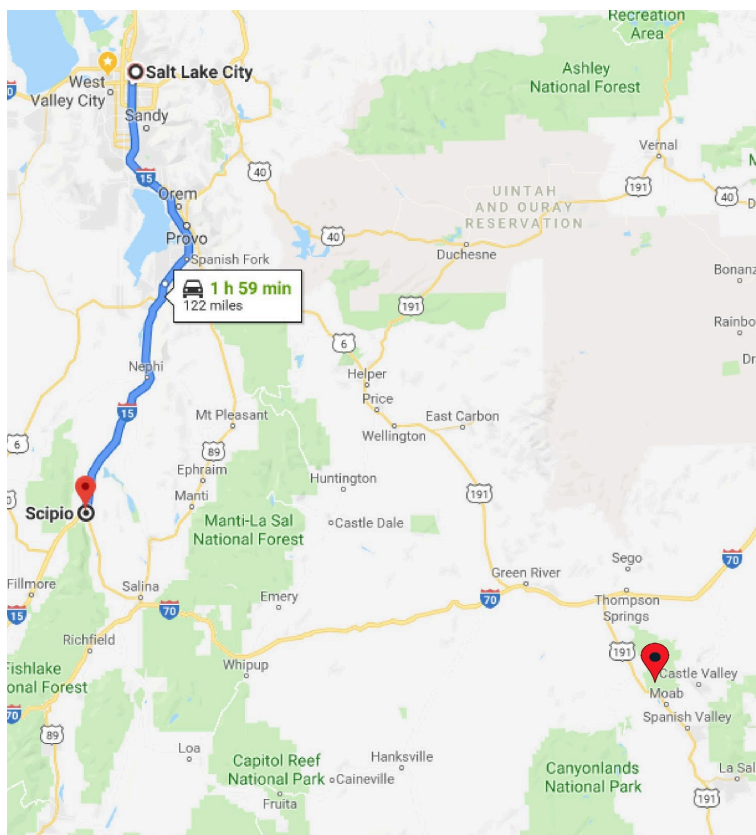 Recreation
Area
Salt Lake City
Ashley
National Forest
West
Valley City
Sandy
Vernal
15
40
191
40
UINTAH
AND OURAY
RESERVATION
Orem
Provo
40
Duchesne
Spanish Fork
Bonanz
1 h 59 min
122 miles
191
Rainbo
6
Dr
Nephi
Helper
Price
15
Mt Pleasant
East Carbon
Wellington
6
89
Ephraim
Huntington
Manti
191
Scipio
Manti-La Sal
National Forest
Castle Dale
Sego
70
Fillmore
Salina
Green River
70
Emery
70
Thompson
Springs
15
Richfield
191
Fishlake
onal Forest
Whipup
Castle Valley
Moab
70
Spanish Valley
89
Loa
Capitol Reef
National Park
Hanksville
Caineville
Canyonlands
National Park
La Sal
Fruita
191